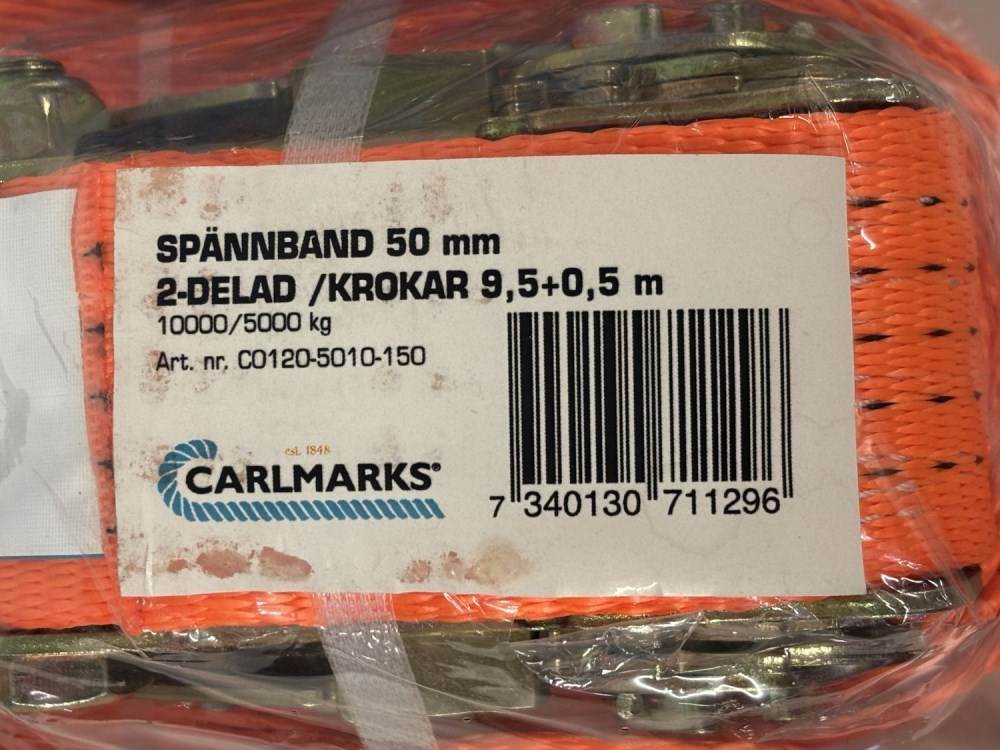 SPÄNNBAND 50 mm
2-DELAD /KROKAR 9,5+0,5 m
10000/5000 kg
Art. nr. CO120-5010-150
est. 1848
CARLMARKS®
7 340130 711296